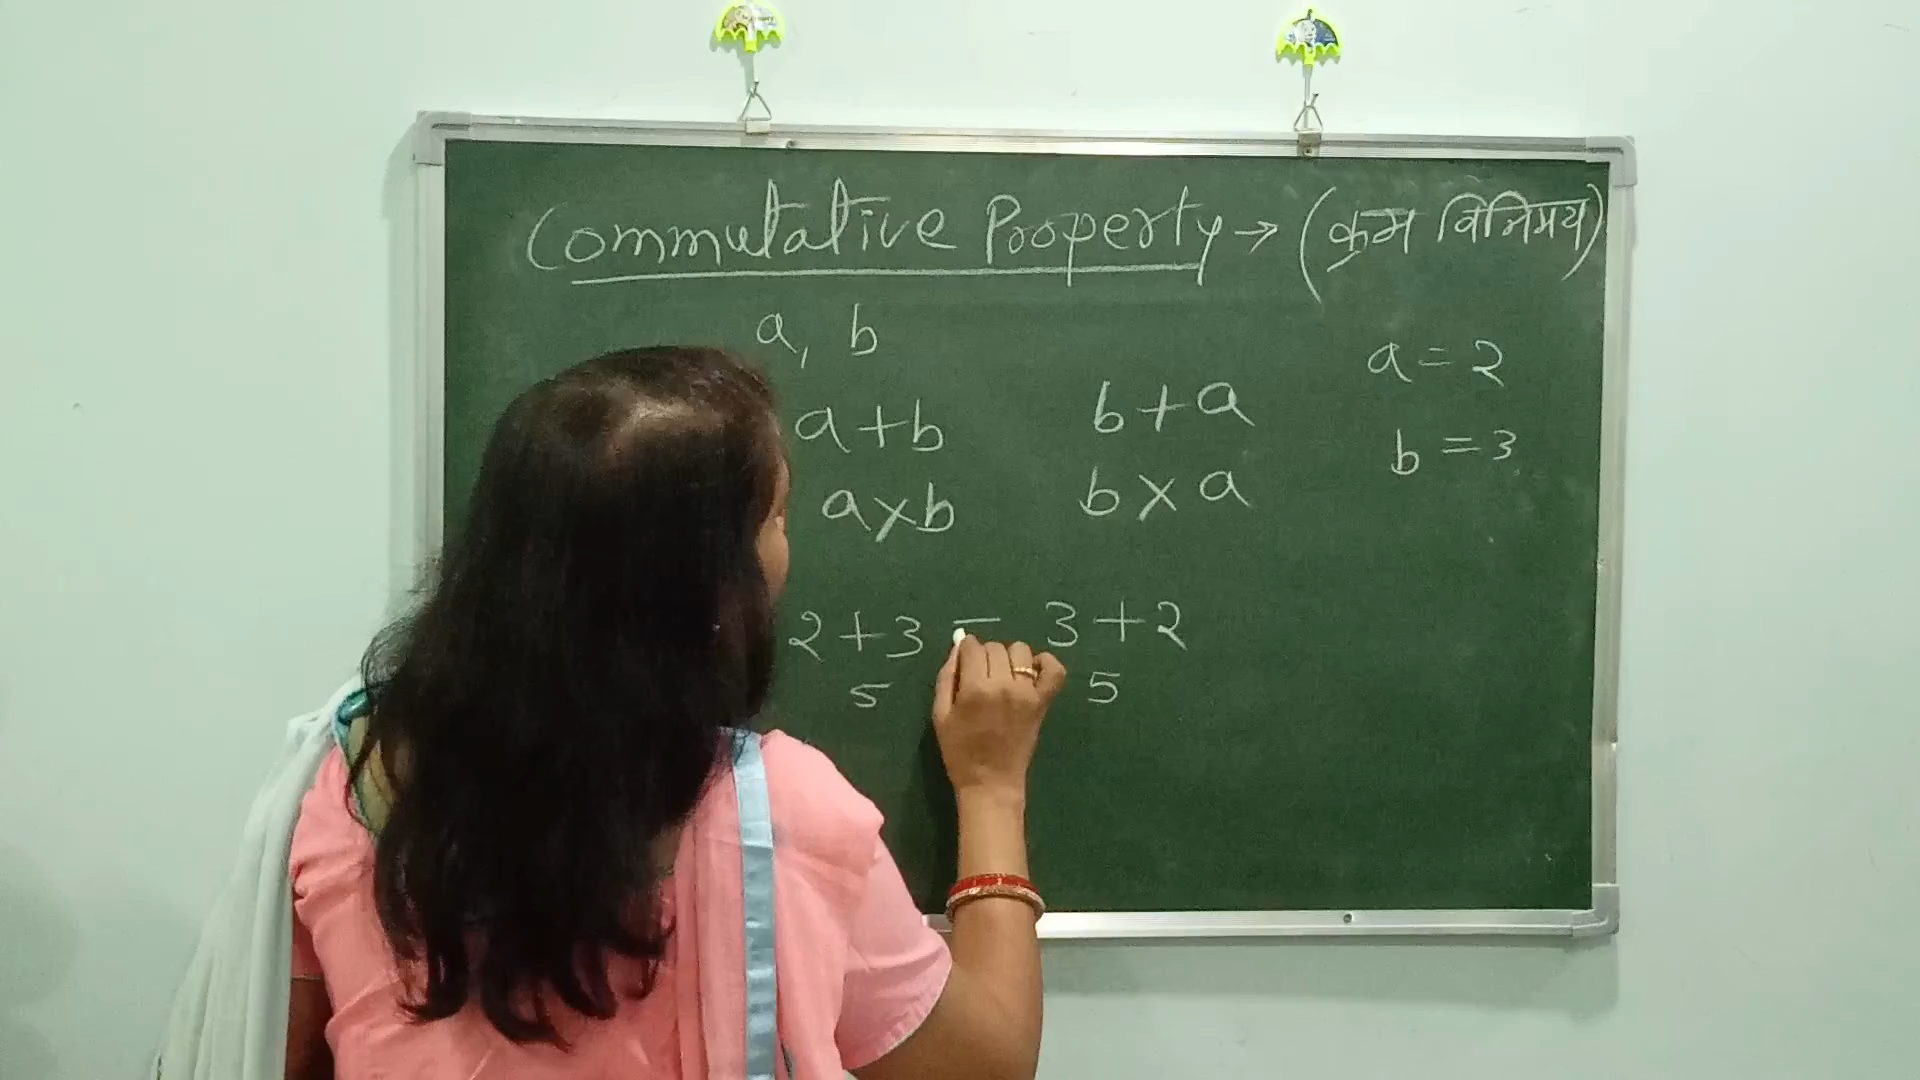 Commutative Property → (क्रम विनिमय)
a, b
a = 2
a+b b+a
b = 3
a×b b×a
2+3 = 3+2
5 5